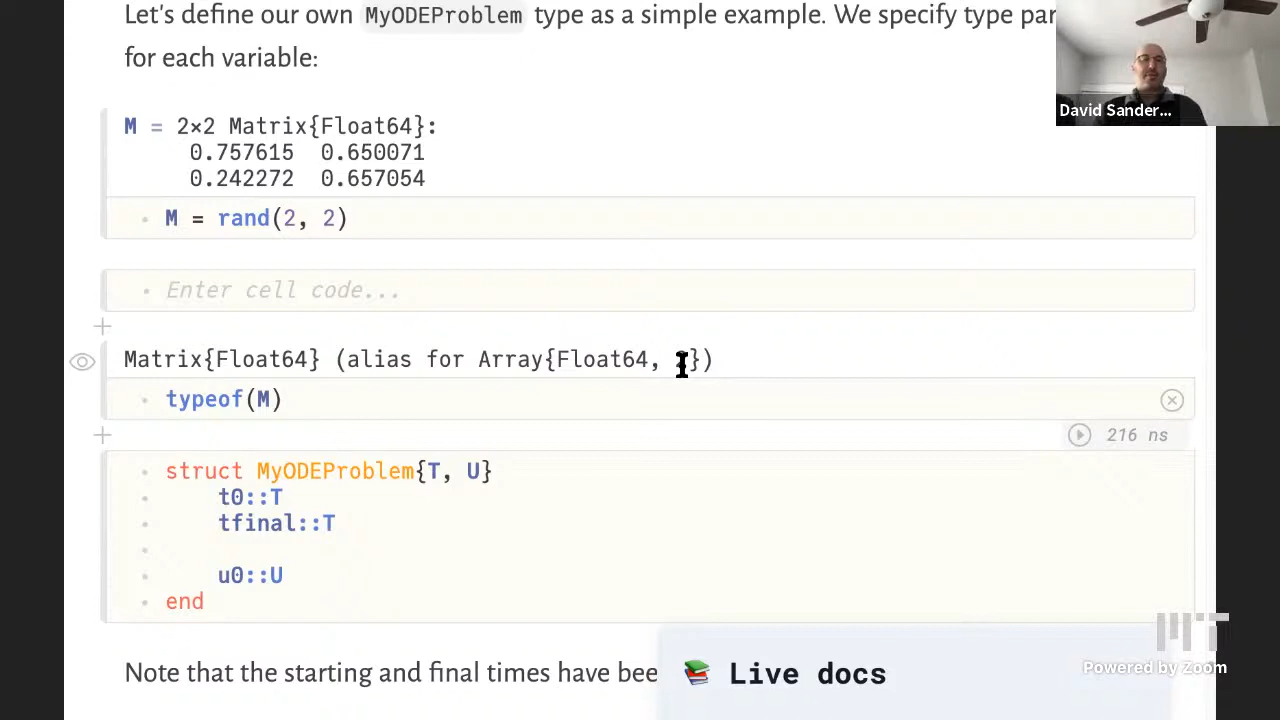 Let's define our own MyODEProblem type as a simple example. We specify type par
for each variable:
David Sander...
M = 2×2 Matrix{Float64}:
0.757615 0.650071
0.242272 0.657054
M = rand(2, 2)
Enter cell code...
Matrix{Float64} (alias for Array{Float64, })
typeof(M)
216 ns
struct MyODEProblem{T, U}
t0::T
tfinal::T
u0::U
end
Note that the starting and final times have bee
📚 Live docs
MIT
Powered by Zoom